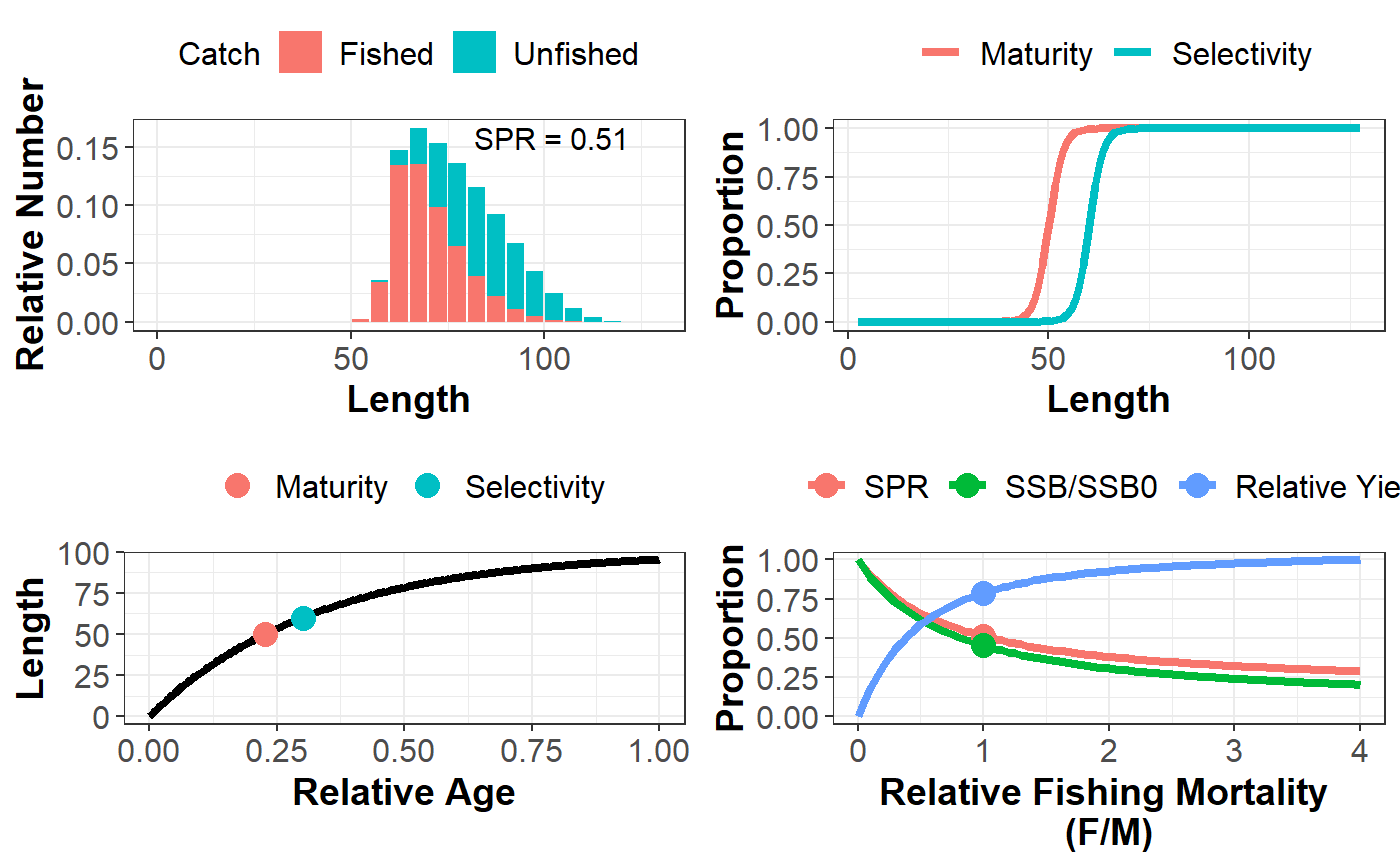 Catch Fished Unfished
Relative Number
0.15
0.10
0.05
0.00
SPR = 0.51
0 50 100
Length
Maturity Selectivity
Proportion
1.00
0.75
0.50
0.25
0.00
0 50 100
Length
Maturity Selectivity
Length
100
75
50
25
0
0.00 0.25 0.50 0.75 1.00
Relative Age
SPR SSB/SSB0 Relative Yie
Proportion
1.00
0.75
0.50
0.25
0.00
0 1 2 3 4
Relative Fishing Mortality
(F/M)